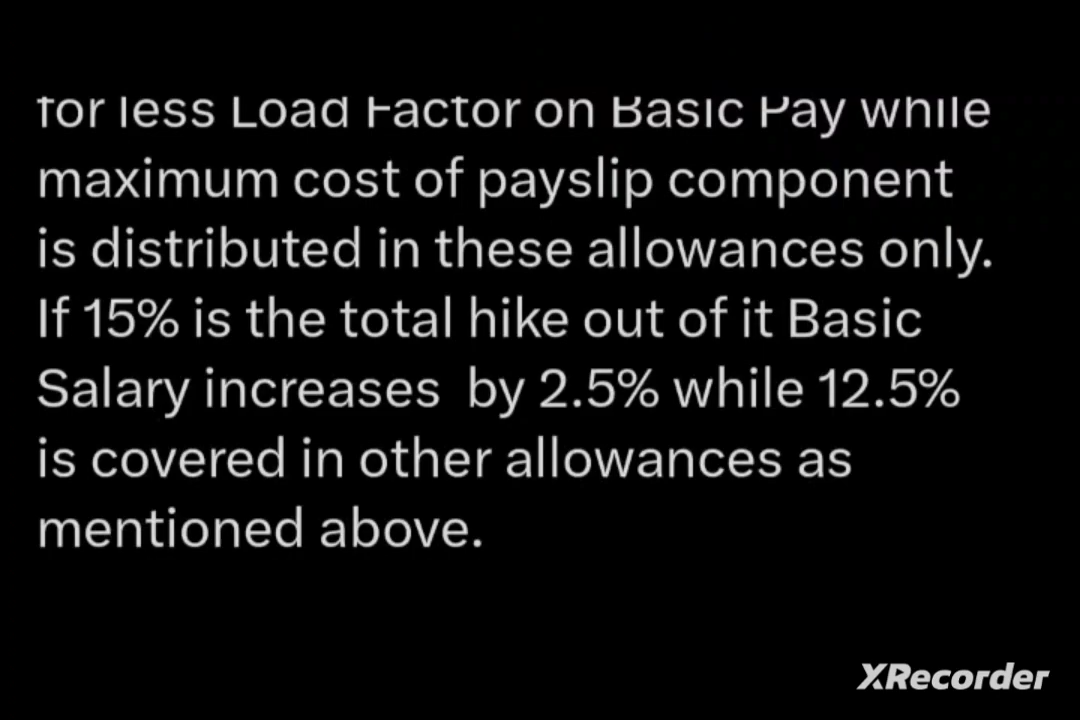 for less Load Factor on Basic Pay while
maximum cost of payslip component
is distributed in these allowances only.
If 15% is the total hike out of it Basic
Salary increases  by 2.5% while 12.5%
is covered in other allowances as
mentioned above.
XRecorder